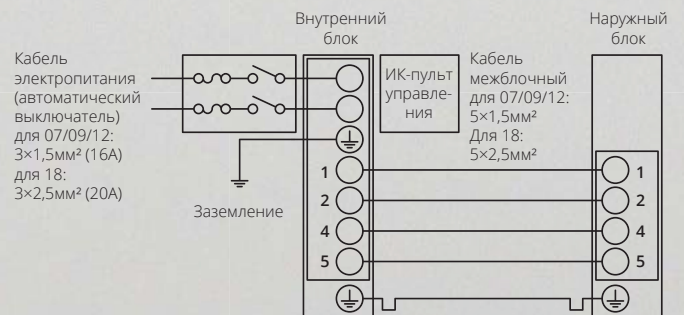 Внутренний
блок
Наружный
блок
Кабель
электропитания
(автоматический
выключатель)
для 07/09/12:
3×1,5мм² (16А)
для 18:
3×2,5мм² (20А)
ИК-пульт
управле-
ния
Кабель
межблочный
для 07/09/12:
5×1,5мм²
Для 18:
5×2,5мм²
Заземление
1
2
4
5
1
2
4
5